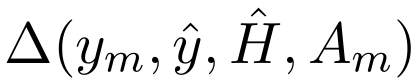 Δ(y_m, ŷ, Ĥ, A_m)